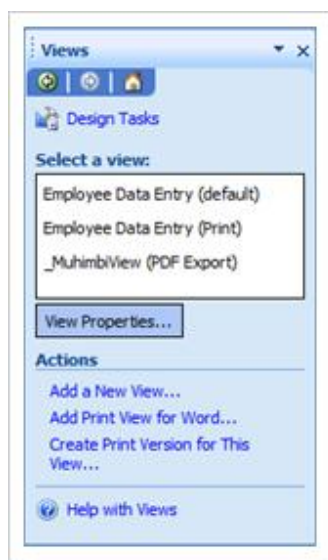 Views
Design Tasks
Select a view:
Employee Data Entry (default)
Employee Data Entry (Print)
_MuhimbiView (PDF Export)
View Properties...
Actions
Add a New View...
Add Print View for Word...
Create Print Version for This
View...
Help with Views